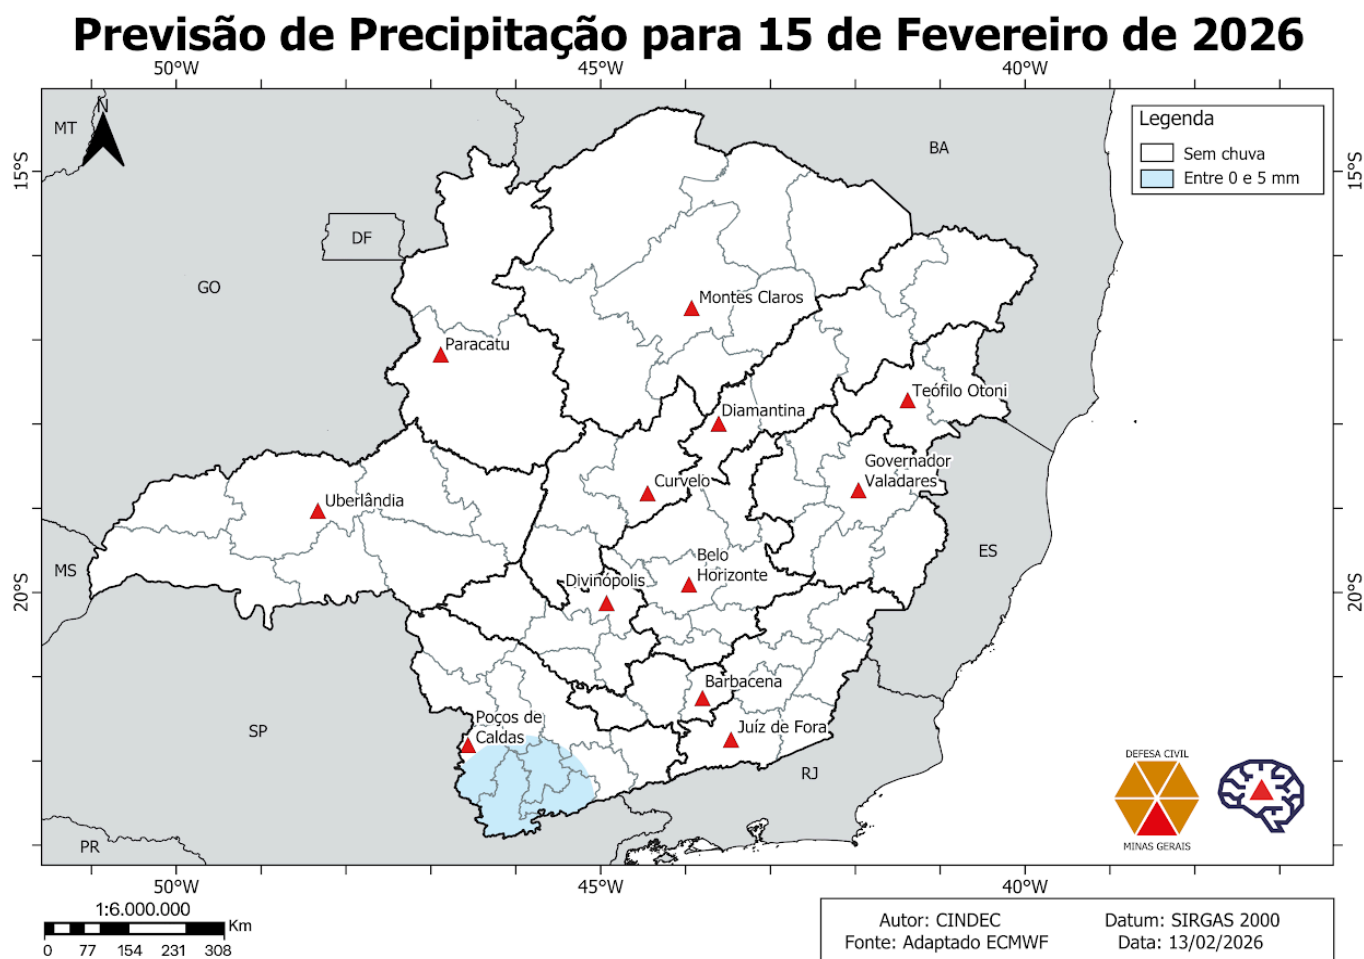 Previsão de Precipitação para 15 de Fevereiro de 2026
50°W
45°W
40°W
N
MT
BA
Legenda
Sem chuva
Entre 0 e 5 mm
15°S
15°S
DF
GO
Montes Claros
Paracatu
Teófilo Otoni
Diamantina
Governador
Valadares
Curvelo
Uberlândia
ES
Belo
Horizonte
MS
Divinópolis
20°S
20°S
Barbacena
Poços de
Caldas
Juíz de Fora
SP
RJ
DEFESA CIVIL
MINAS GERAIS
PR
50°W
45°W
40°W
1:6.000.000
Km
0 77 154 231 308
Autor: CINDEC
Datum: SIRGAS 2000
Fonte: Adaptado ECMWF
Data: 13/02/2026